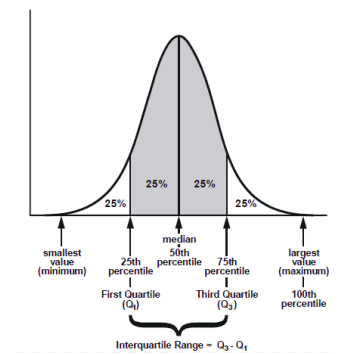 25% 25%
25% 25%
smallest value (minimum)
25th percentile
median 50th percentile
75th percentile
largest value (maximum)
100th percentile
First Quartile (Q₁)
Third Quartile (Q₃)
Interquartile Range = Q₃ - Q₁